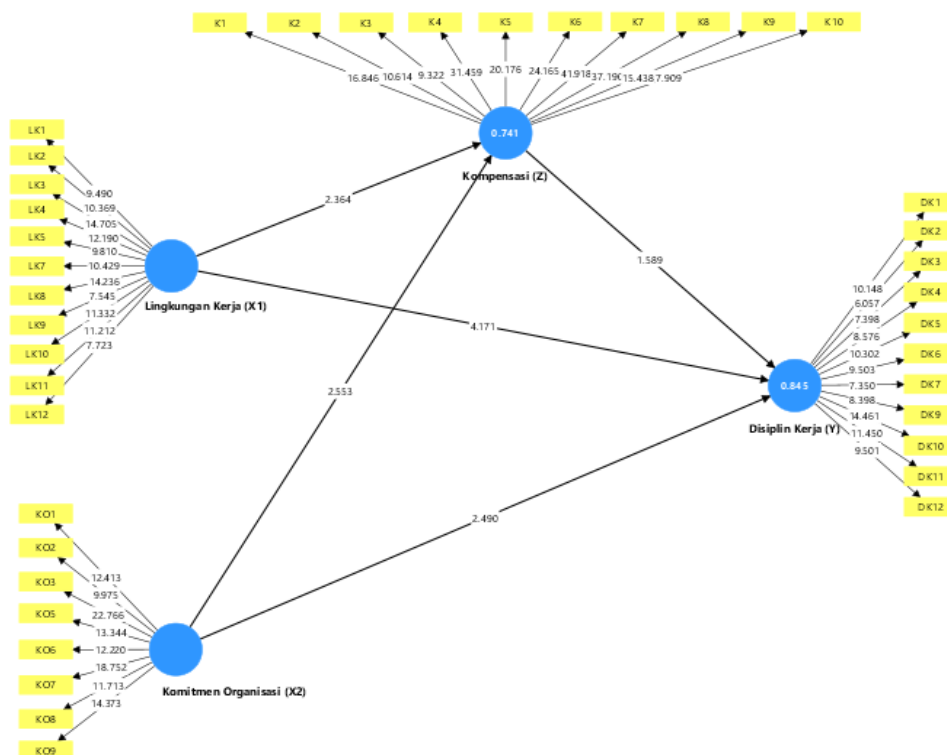 K1
K2
K3
K4
K5
K6
K7
K8
K9
K10
16.846
10.614
9.322
31.459
20.176
24.165
41.918
37.190
15.438
7.909
0.741
Kompensasi (Z)
LK1
LK2
LK3
LK4
LK5
LK7
LK8
LK9
LK10
LK11
LK12
9.490
10.369
14.705
12.190
9.810
10.429
14.236
7.545
11.332
11.212
7.723
Lingkungan Kerja (X1)
2.364
4.171
2.553
1.589
2.490
DK1
DK2
DK3
DK4
DK5
DK6
DK7
DK9
DK10
DK11
DK12
10.148
6.057
7.398
8.576
10.302
9.503
7.350
8.398
14.461
11.450
9.501
0.845
Disiplin Kerja (Y)
KO1
KO2
KO3
KO5
KO6
KO7
KO8
KO9
12.413
9.975
22.766
13.344
12.220
18.752
11.713
14.373
Komitmen Organisasi (X2)